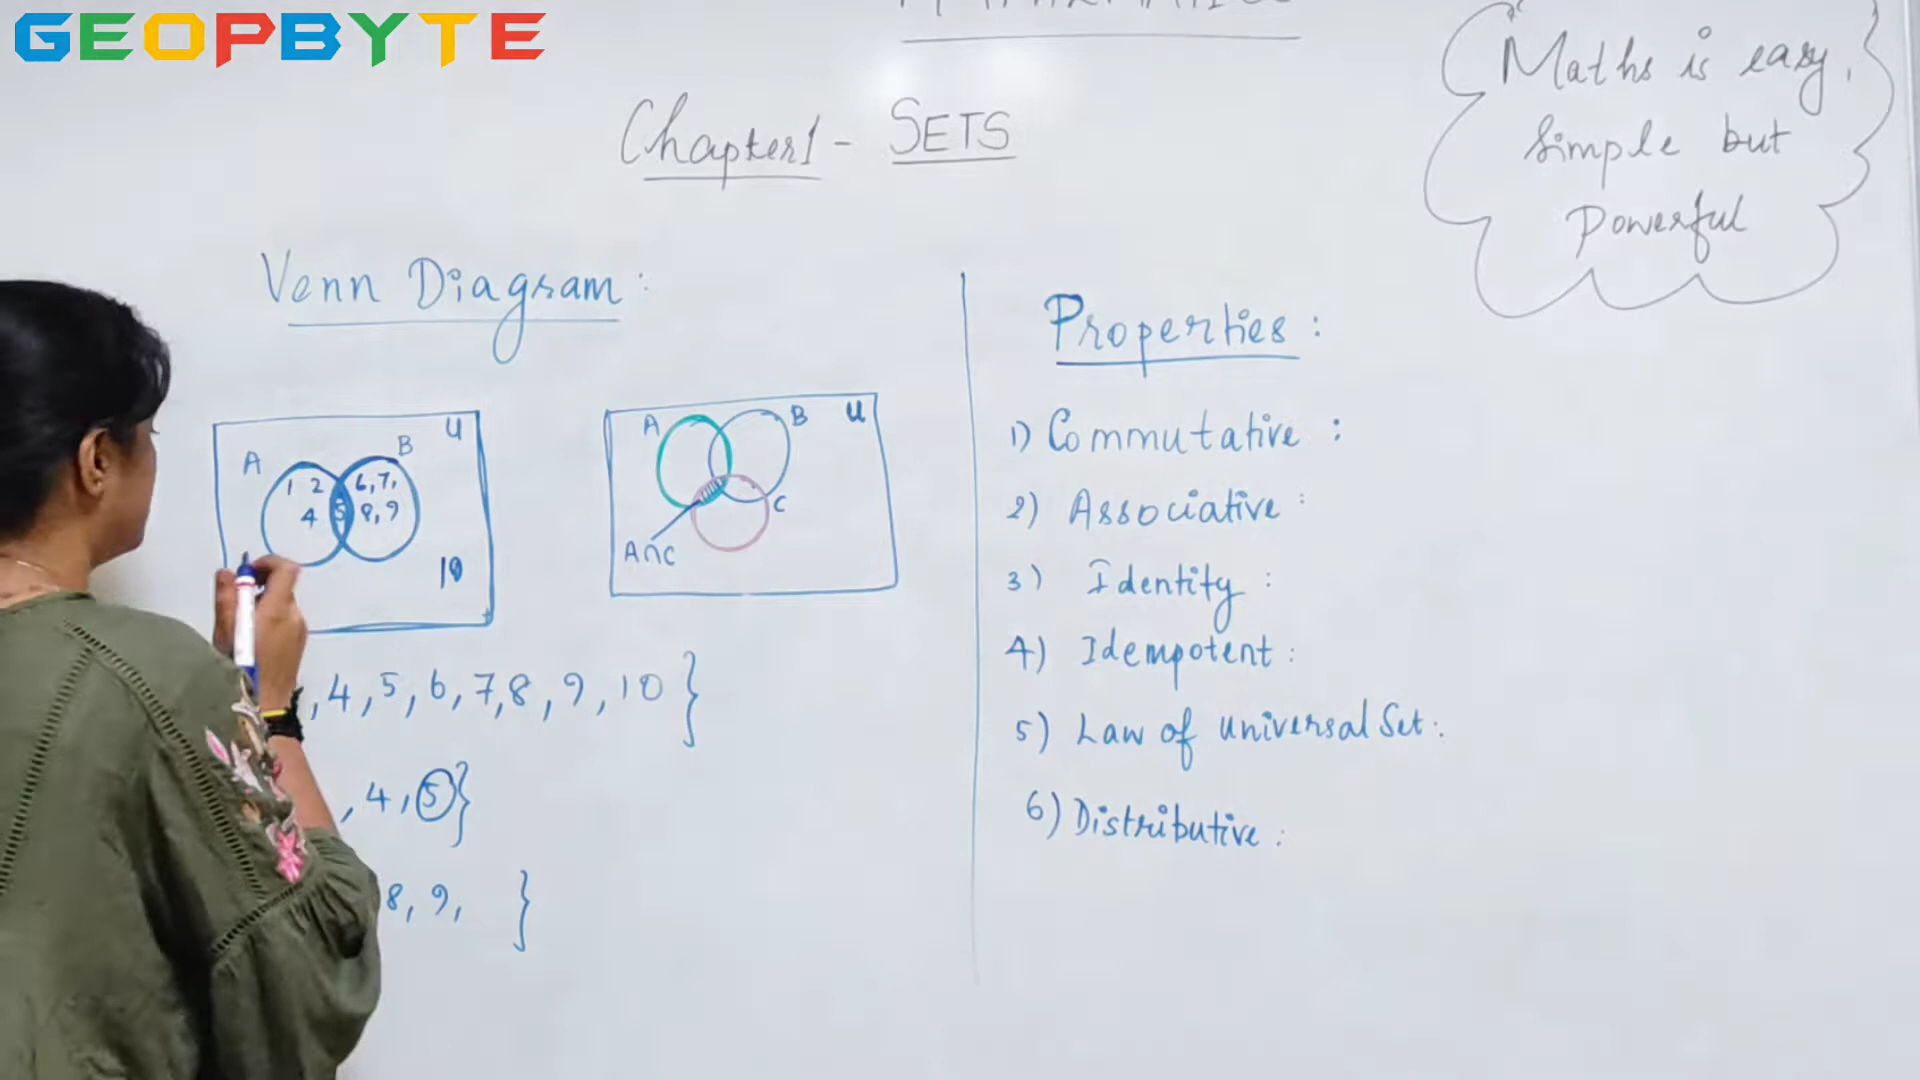 GEOPBYTE
Chapter 1 - SETS
Maths is easy,
Simple but
Powerful
Venn Diagram:
U
A
B
1 2
6, 7,
4
5
8, 9
10
A
B
U
C
A∩C
, 4, 5, 6, 7, 8, 9, 10 }
, 4, 5}
8, 9, }
Properties:
1) Commutative :
2) Associative :
3) Identity :
4) Idempotent :
5) Law of universal Set :
6) Distributive :